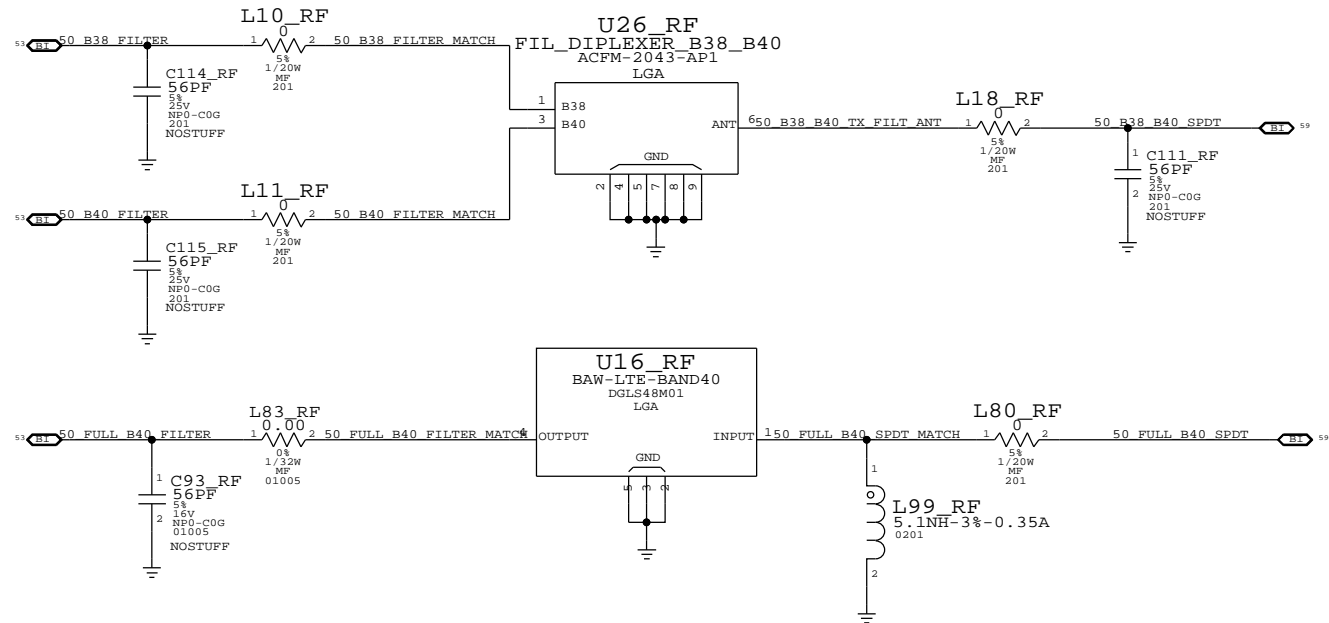 L10_RF
0
53 BI 50_B38_FILTER 1 2 50_B38_FILTER_MATCH
5%
1/20W
MF
201
C114_RF
56PF
5%
25V
NP0-C0G
201
NOSTUFF
U26_RF
FIL_DIPLEXER_B38_B40
ACFM-2043-AP1
LGA
1 B38
3 B40
ANT 6 50_B38_B40_TX_FILT_ANT
GND
2 4 5 7 8 9
L18_RF
0
1 2 50_B38_B40_SPDT BI 59
5%
1/20W
MF
201
1 C111_RF
56PF
5%
25V
2 NP0-C0G
201
NOSTUFF
L11_RF
0
53 BI 50_B40_FILTER 1 2 50_B40_FILTER_MATCH
5%
1/20W
MF
201
C115_RF
56PF
5%
25V
NP0-C0G
201
NOSTUFF
U16_RF
BAW-LTE-BAND40
DGLS48M01
LGA
L83_RF
0.00
53 BI 50_FULL_B40_FILTER 1 2 50_FULL_B40_FILTER_MATCH 4 OUTPUT
0%
1/32W
MF
01005
1 C93_RF
56PF
5%
16V
2 NP0-C0G
01005
NOSTUFF
INPUT 1 50_FULL_B40_SPDT_MATCH
GND
5 3 2
L80_RF
0
1 2 50_FULL_B40_SPDT BI 59
5%
1/20W
MF
201
1
L99_RF
5.1NH-3%-0.35A
0201
2